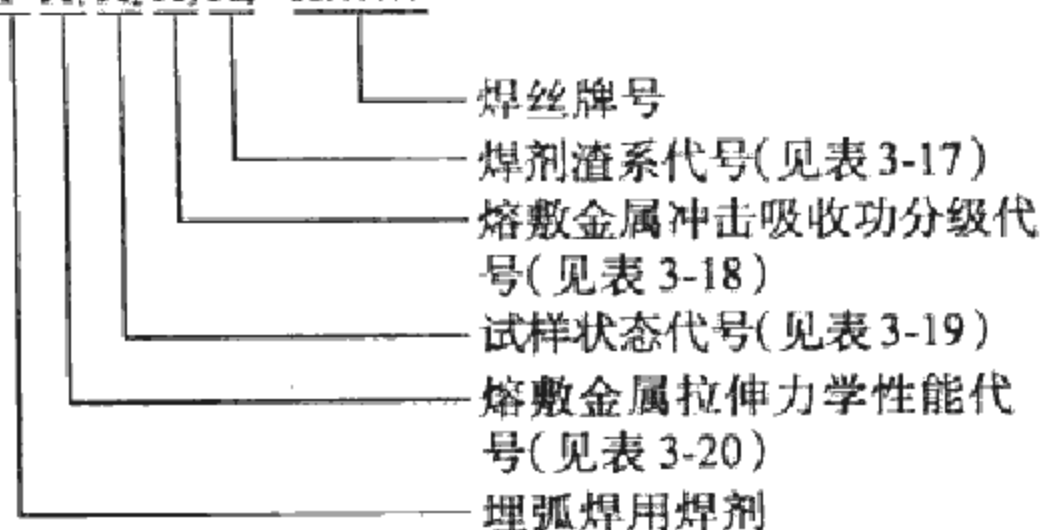 焊丝牌号
焊剂渣系代号(见表3-17)
熔敷金属冲击吸收功分级代
号(见表3-18)
试样状态代号(见表3-19)
熔敷金属拉伸力学性能代
号(见表3-20)
埋弧焊用焊剂